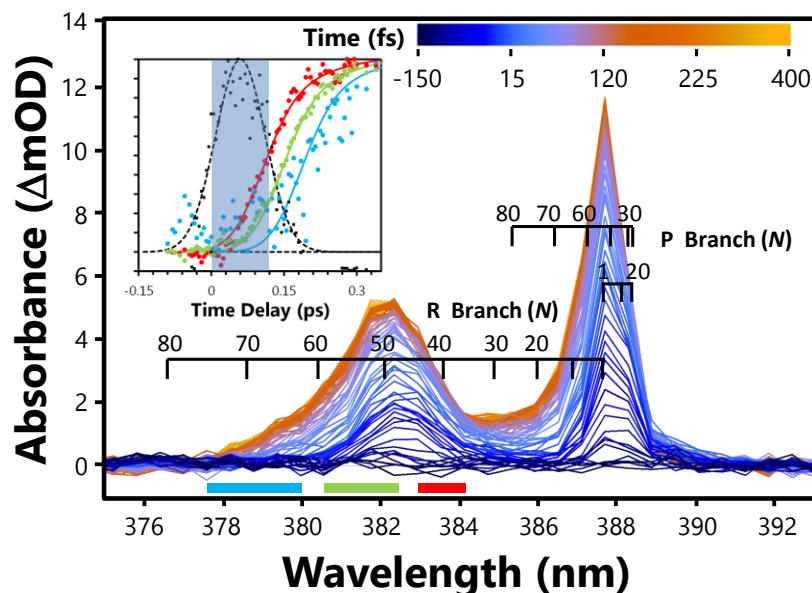 Time (fs)
-150 15 120 225 400
14
12
10
8
6
4
2
0
Absorbance (ΔmOD)
-0.15 0 0.15 0.3
Time Delay (ps)
80 70 60 30
P Branch (N)
1 20
R Branch (N)
80 70 60 50 40 30 20
376 378 380 382 384 386 388 390 392
Wavelength (nm)